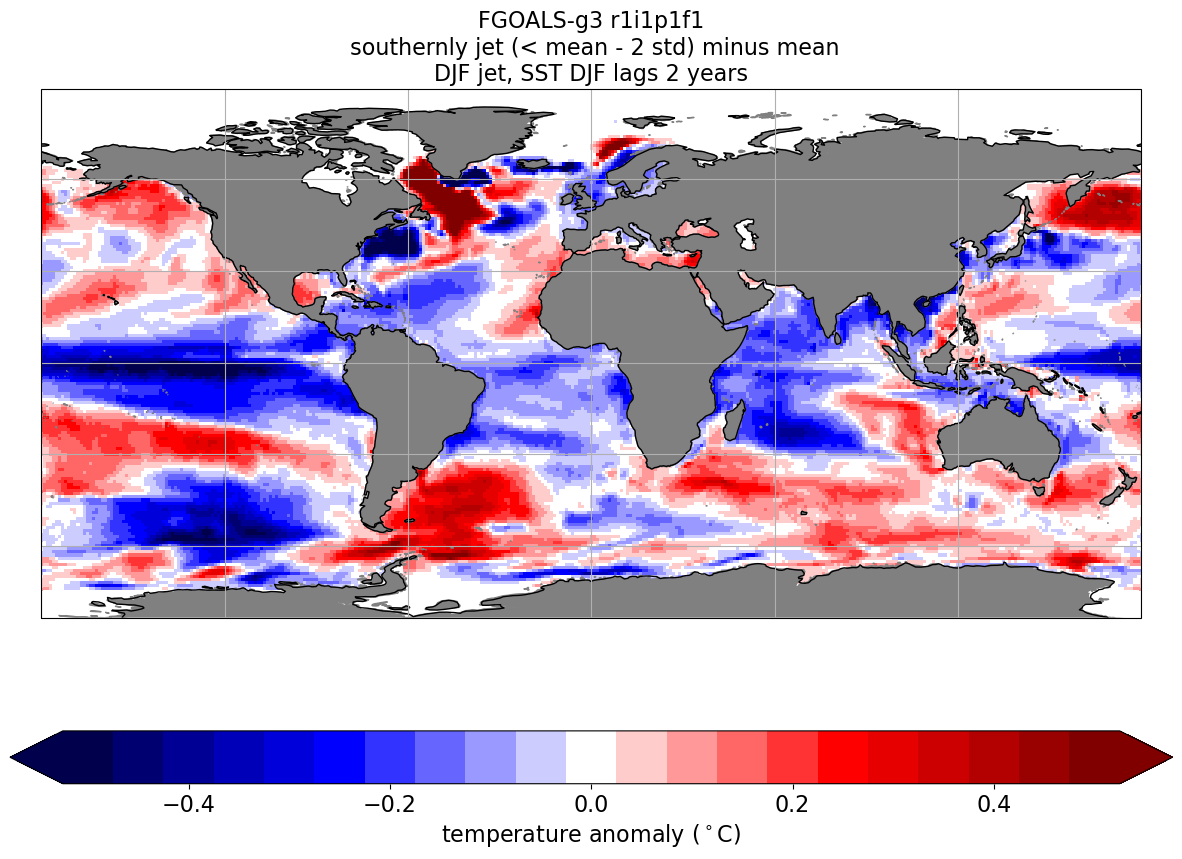 FGOALS-g3 r1i1p1f1
southernly jet (< mean - 2 std) minus mean
DJF jet, SST DJF lags 2 years
−0.4 −0.2 0.0 0.2 0.4
temperature anomaly (°C)